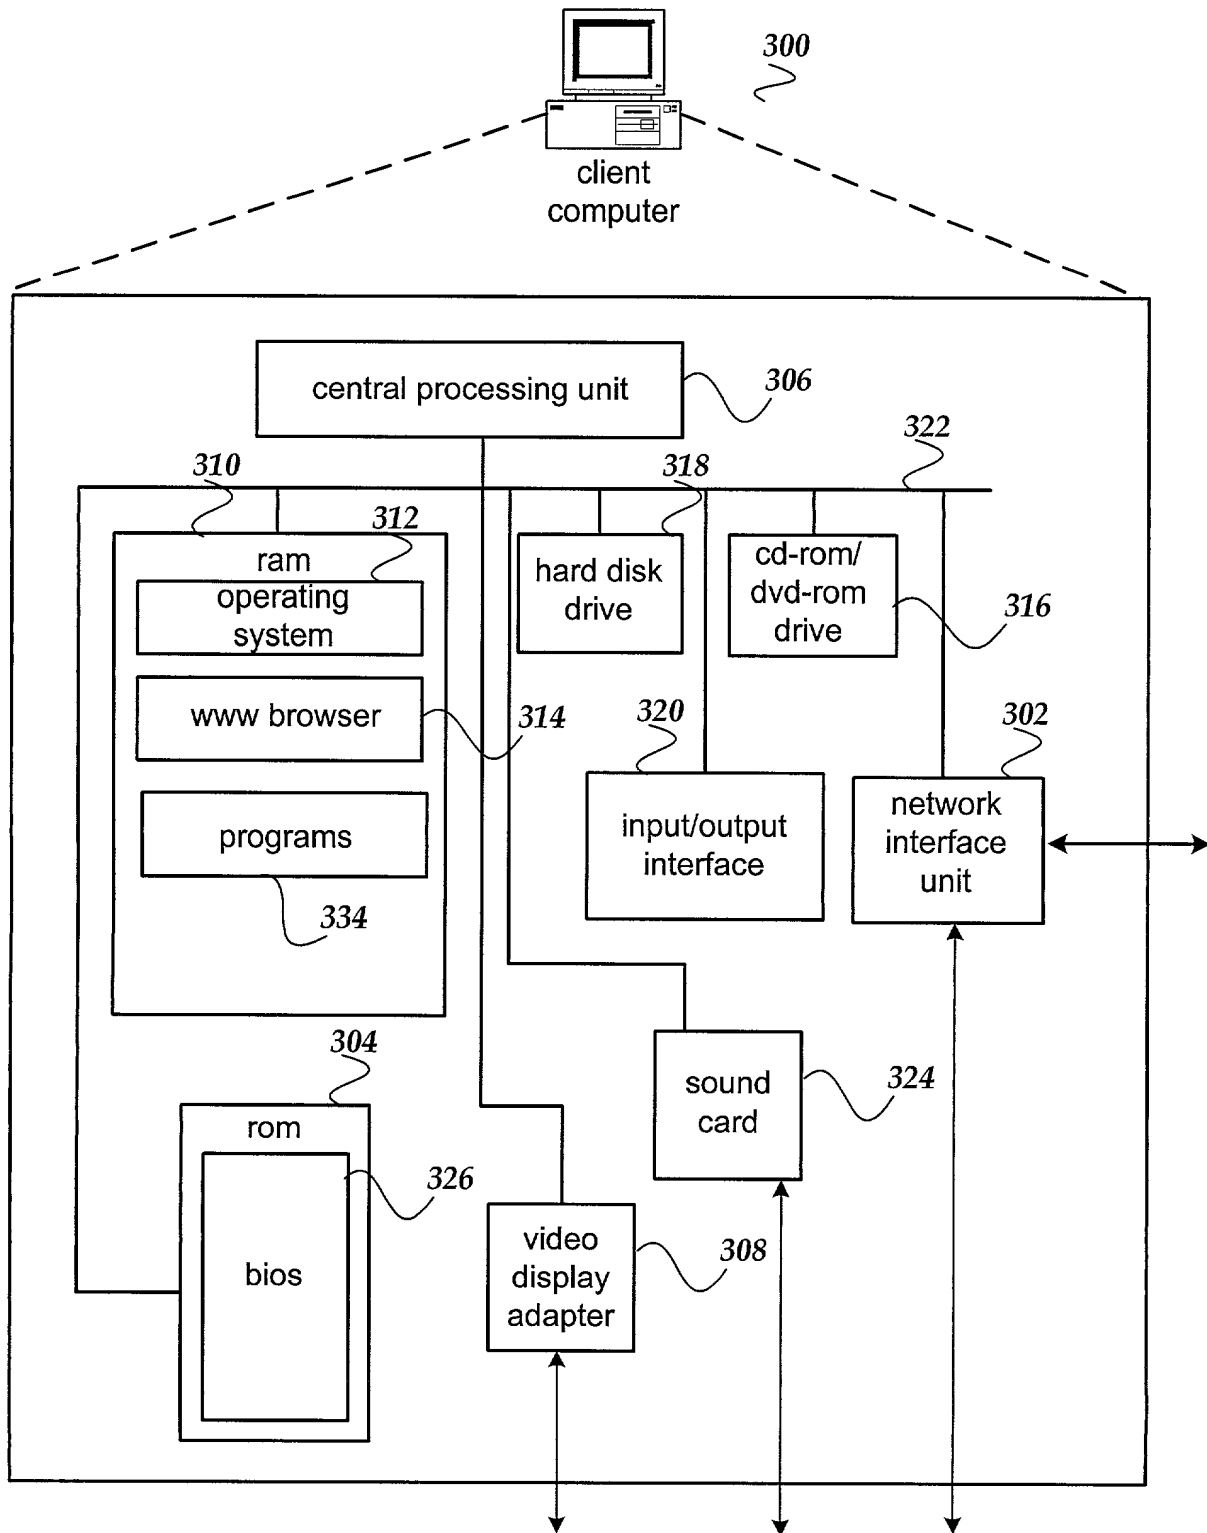 300
client
computer
central processing unit
306
322
310
318
312
ram
operating
system
hard disk
drive
cd-rom/
dvd-rom
drive
316
www browser
314
320
302
programs
334
input/output
interface
network
interface
unit
304
rom
sound
card
324
326
bios
video
display
adapter
308